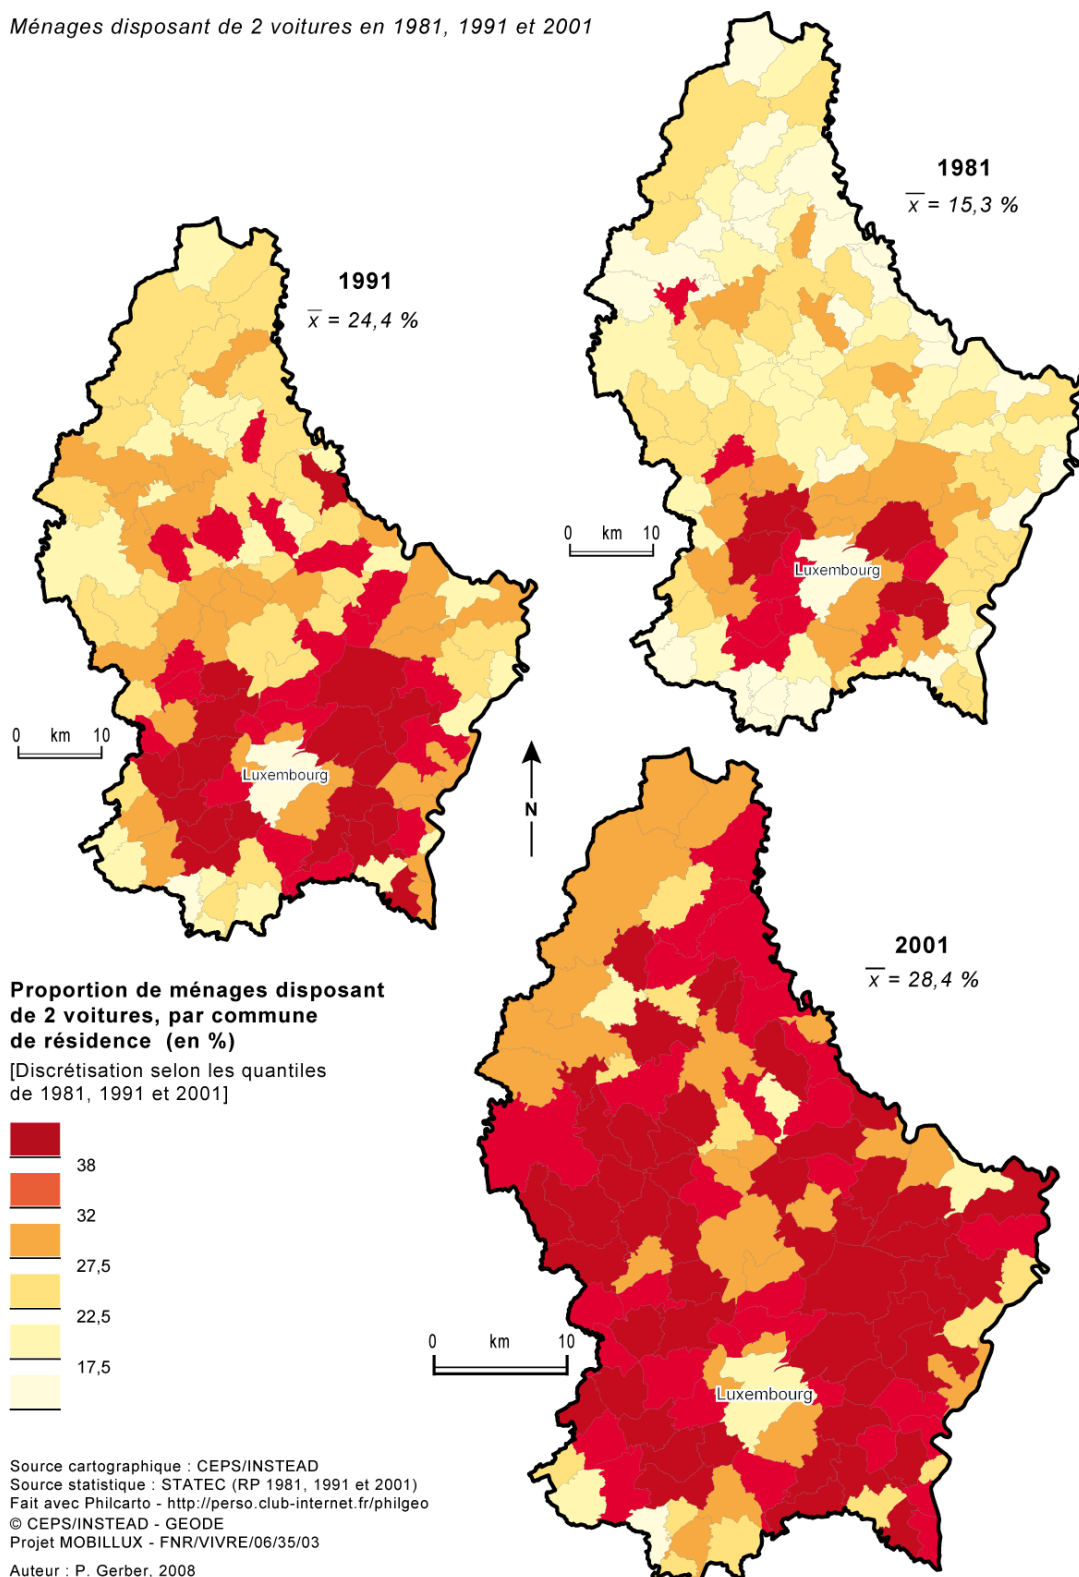 Ménages disposant de 2 voitures en 1981, 1991 et 2001
1981
x = 15,3 %
1991
x = 24,4 %
Luxembourg
0 km 10
0 km 10
Luxembourg
N
2001
x = 28,4 %
Proportion de ménages disposant
de 2 voitures, par commune
de résidence (en %)
[Discrétisation selon les quantiles
de 1981, 1991 et 2001]
38
32
27,5
22,5
17,5
0 km 10
Luxembourg
Source cartographique : CEPS/INSTEAD
Source statistique : STATEC (RP 1981, 1991 et 2001)
Fait avec Philcarto - http://perso.club-internet.fr/philgeo
© CEPS/INSTEAD - GEODE
Projet MOBILLUX - FNR/VIVRE/06/35/03
Auteur : P. Gerber, 2008